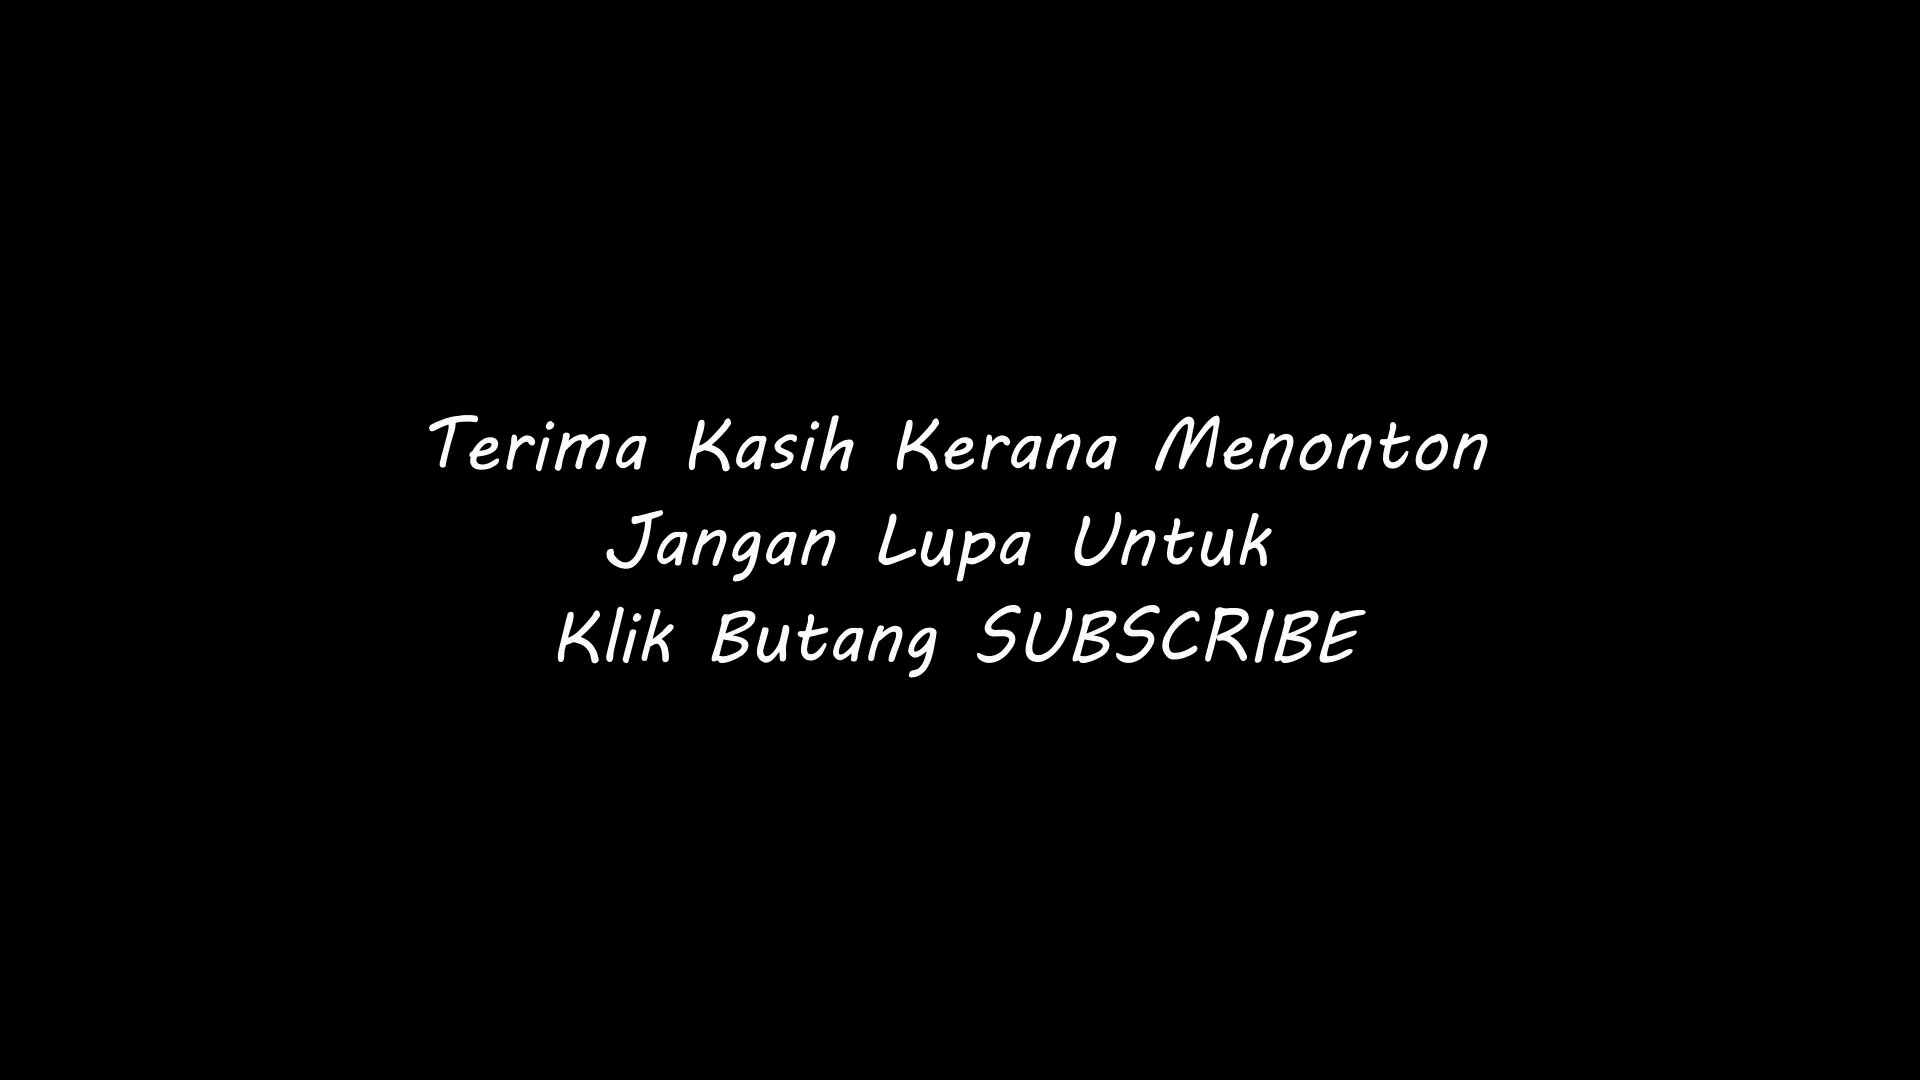 Terima Kasih Kerana Menonton
Jangan Lupa Untuk
Klik Butang SUBSCRIBE